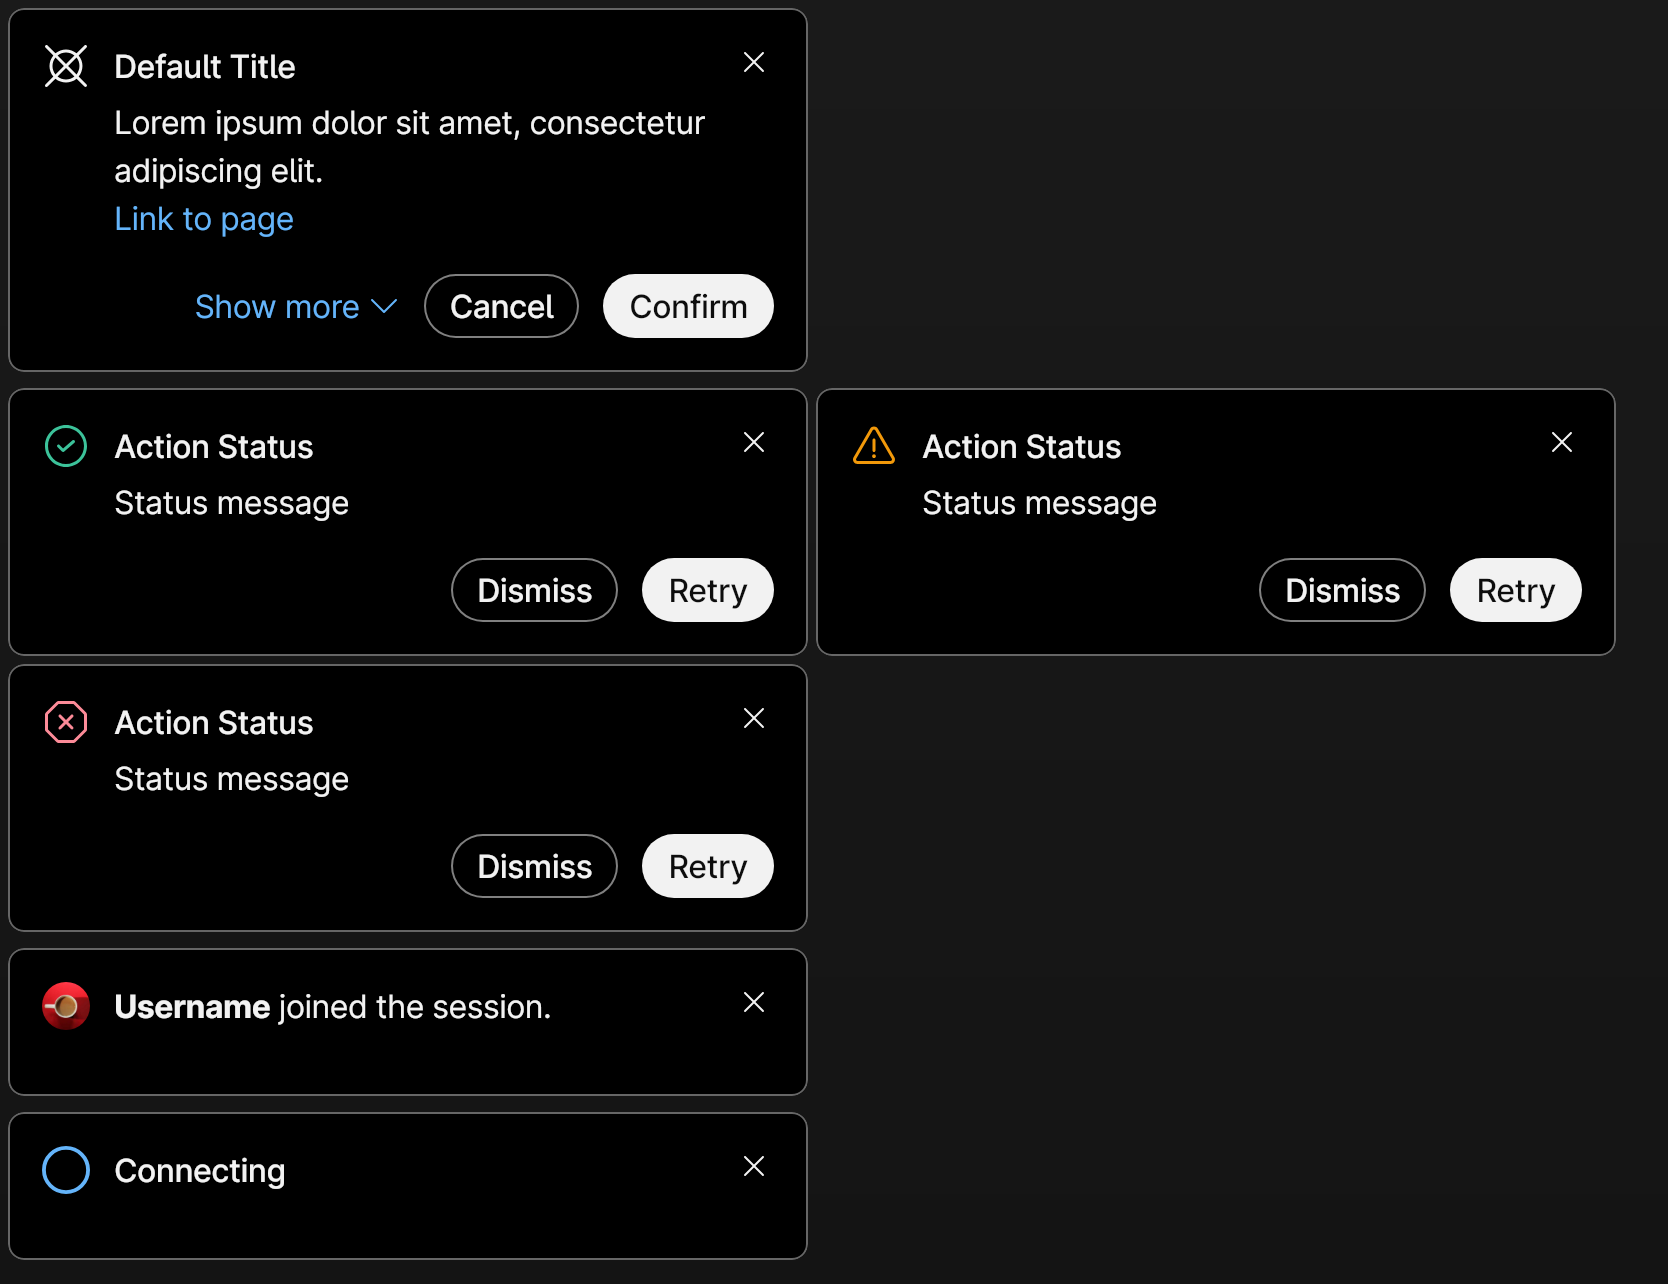 Default Title
Lorem ipsum dolor sit amet, consectetur
adipiscing elit.
Link to page
Show more
Cancel
Confirm
Action Status
Status message
Dismiss
Retry
Action Status
Status message
Dismiss
Retry
Action Status
Status message
Dismiss
Retry
Username joined the session.
Connecting